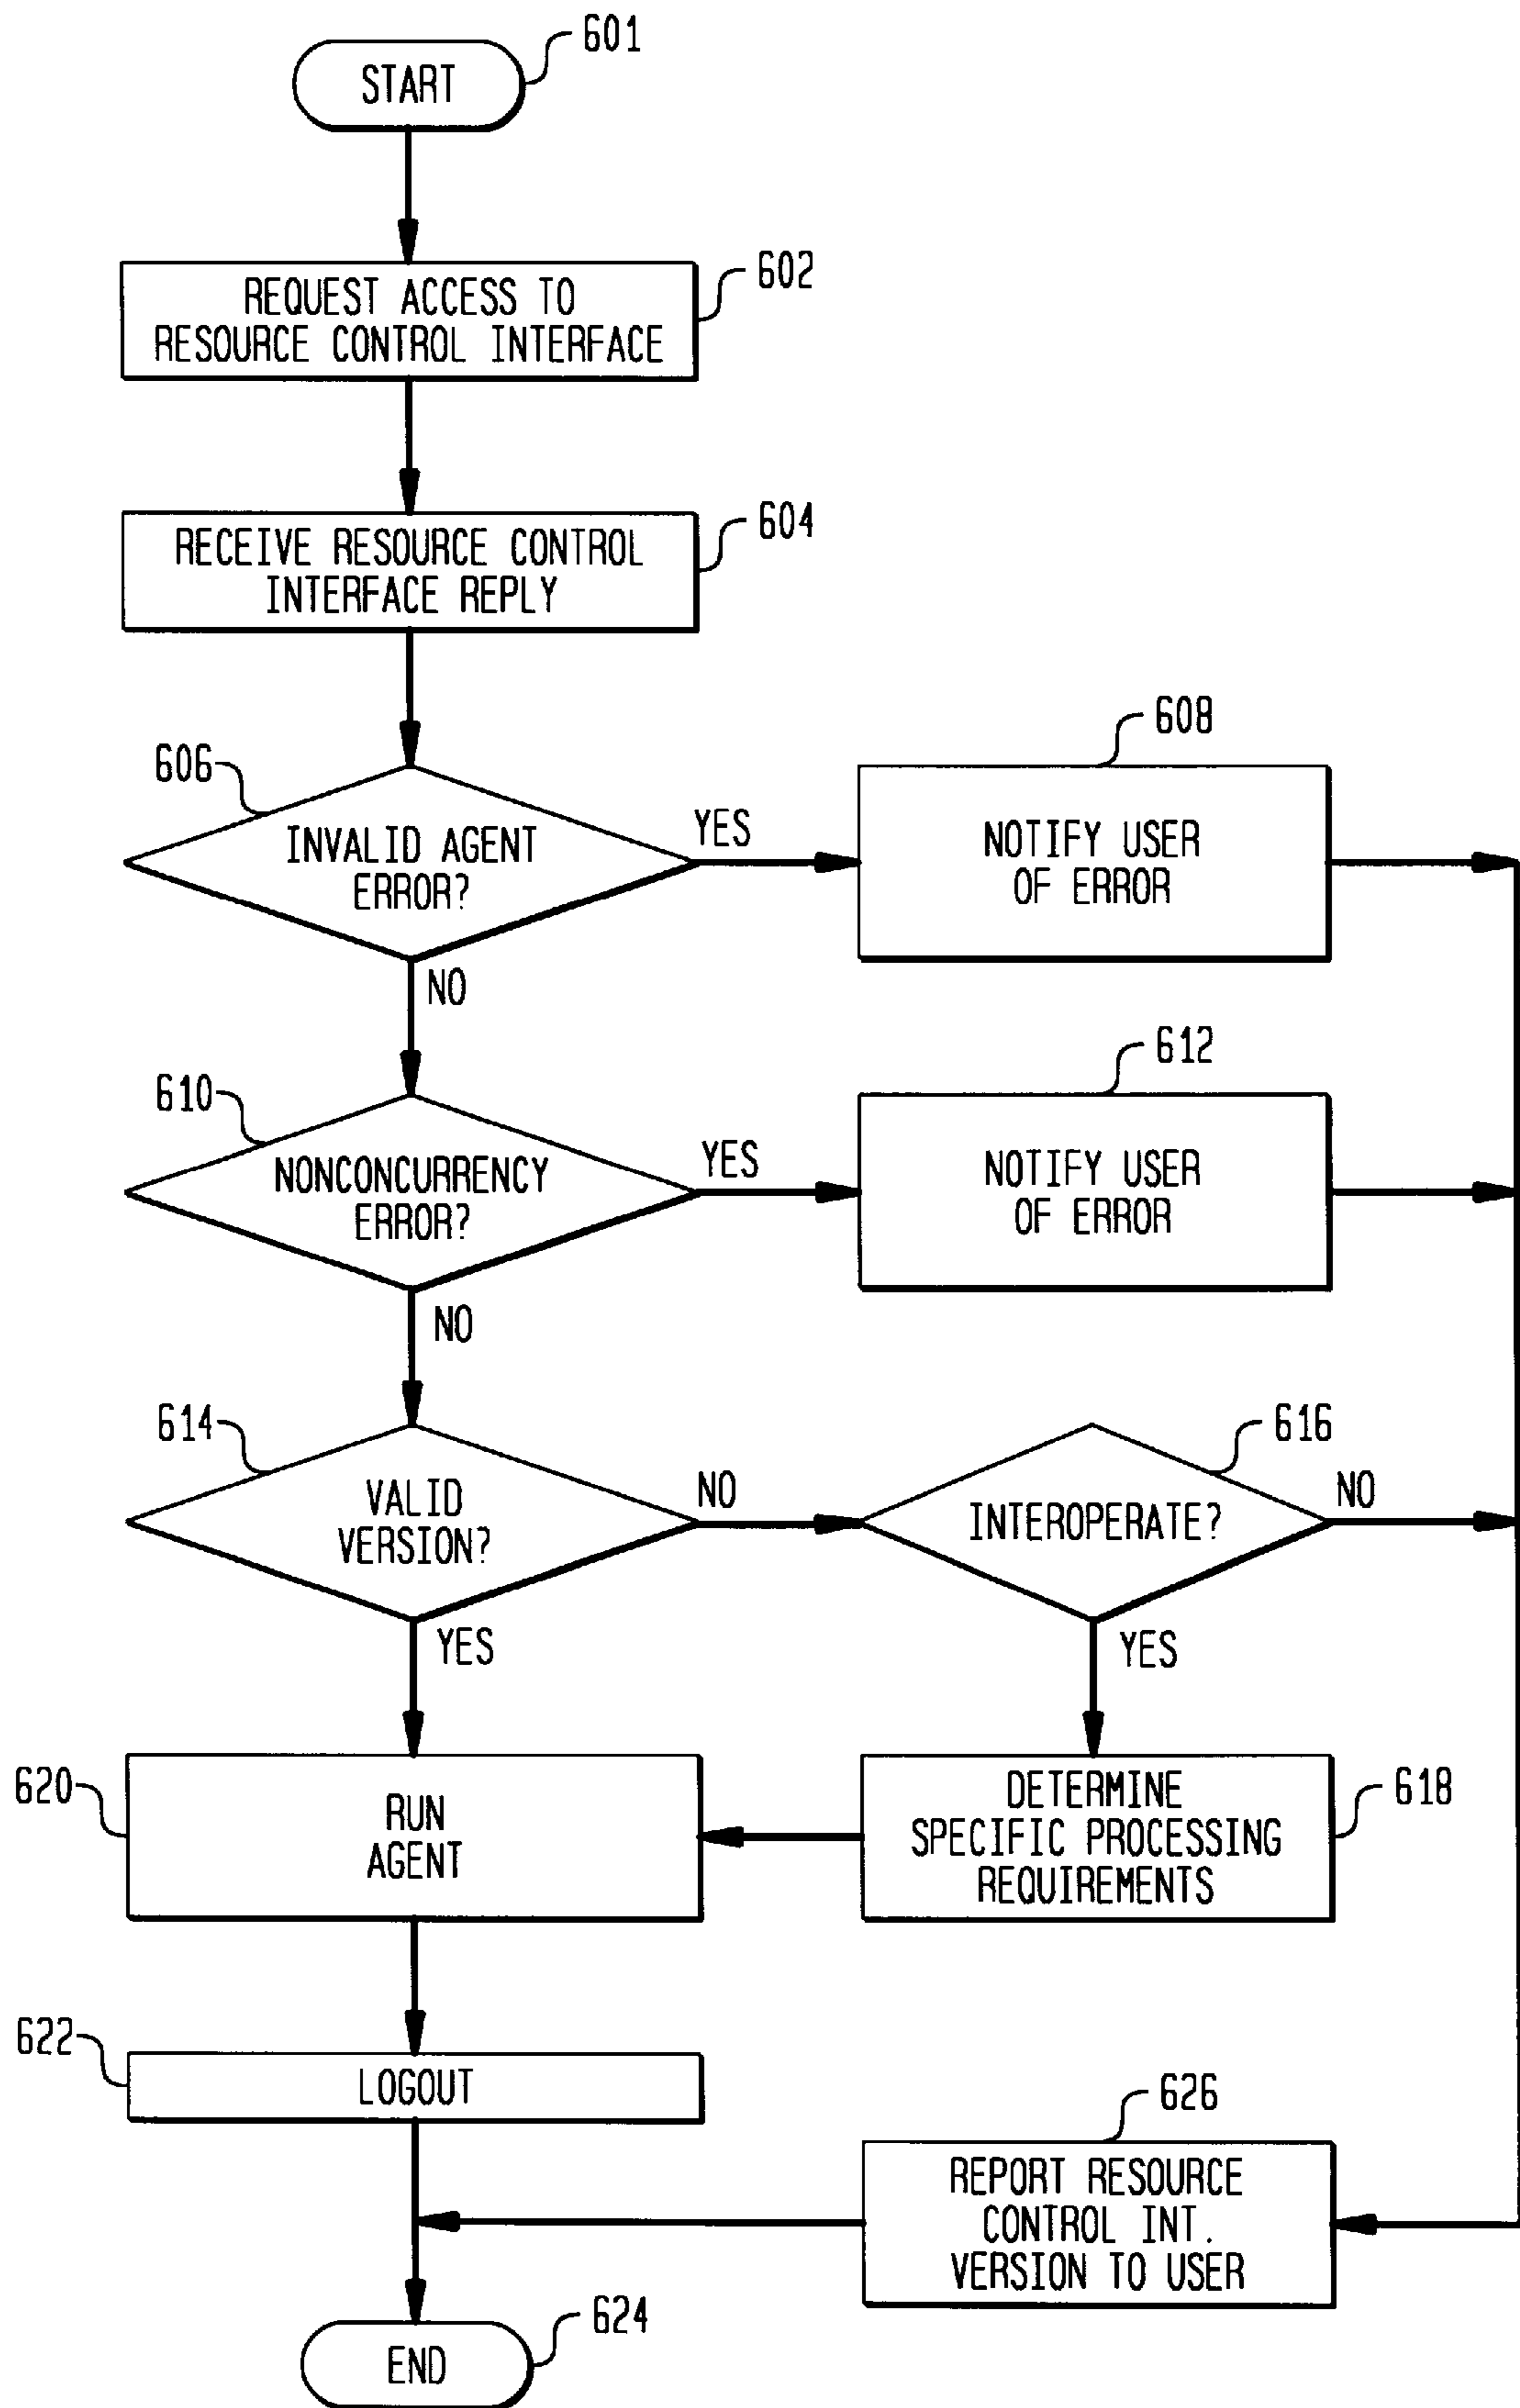 START
601
REQUEST ACCESS TO
RESOURCE CONTROL INTERFACE
602
RECEIVE RESOURCE CONTROL
INTERFACE REPLY
604
606
INVALID AGENT
ERROR?
YES
NO
608
NOTIFY USER
OF ERROR
610
NONCONCURRENCY
ERROR?
YES
NO
612
NOTIFY USER
OF ERROR
614
VALID
VERSION?
NO
YES
616
INTEROPERATE?
NO
YES
620
RUN
AGENT
DETERMINE
SPECIFIC PROCESSING
REQUIREMENTS
618
622
LOGOUT
626
REPORT RESOURCE
CONTROL INT.
VERSION TO USER
END
624